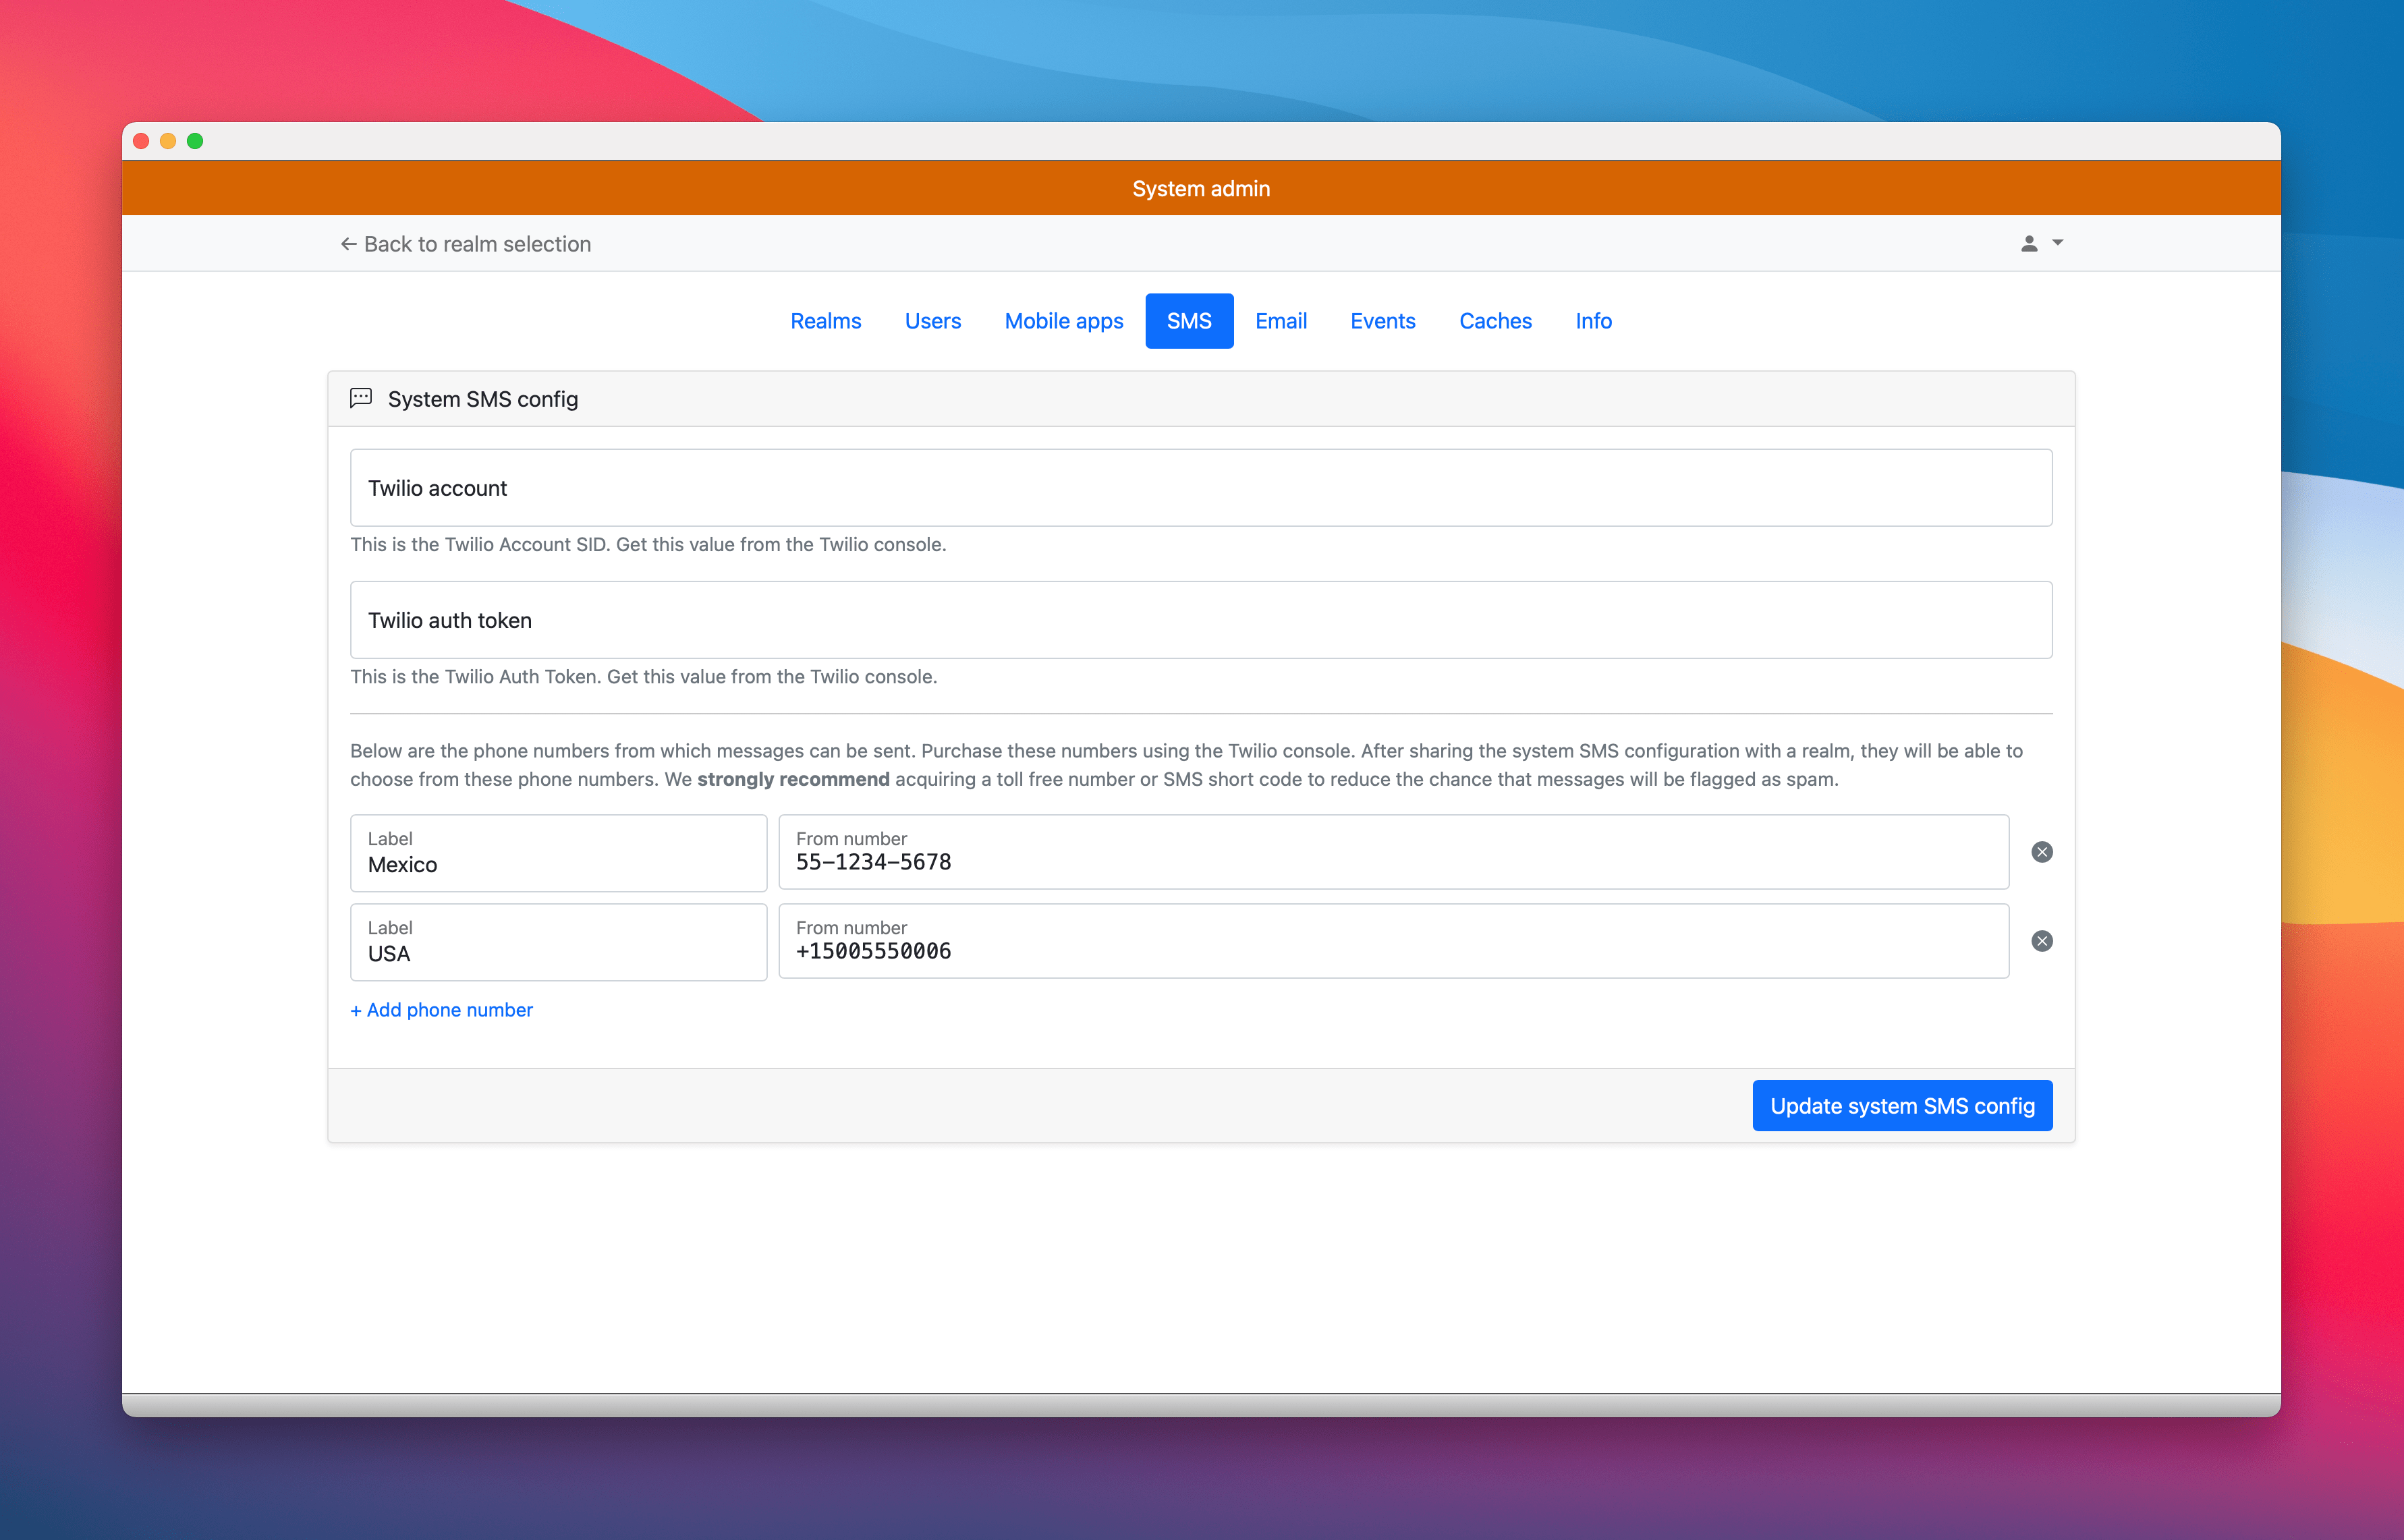 System admin
← Back to realm selection
Realms Users Mobile apps SMS Email Events Caches Info
System SMS config
Twilio account
This is the Twilio Account SID. Get this value from the Twilio console.
Twilio auth token
This is the Twilio Auth Token. Get this value from the Twilio console.
Below are the phone numbers from which messages can be sent. Purchase these numbers using the Twilio console. After sharing the system SMS configuration with a realm, they will be able to
choose from these phone numbers. We strongly recommend acquiring a toll free number or SMS short code to reduce the chance that messages will be flagged as spam.
Label
Mexico
From number
55-1234-5678
Label
USA
From number
+15005550006
+ Add phone number
Update system SMS config